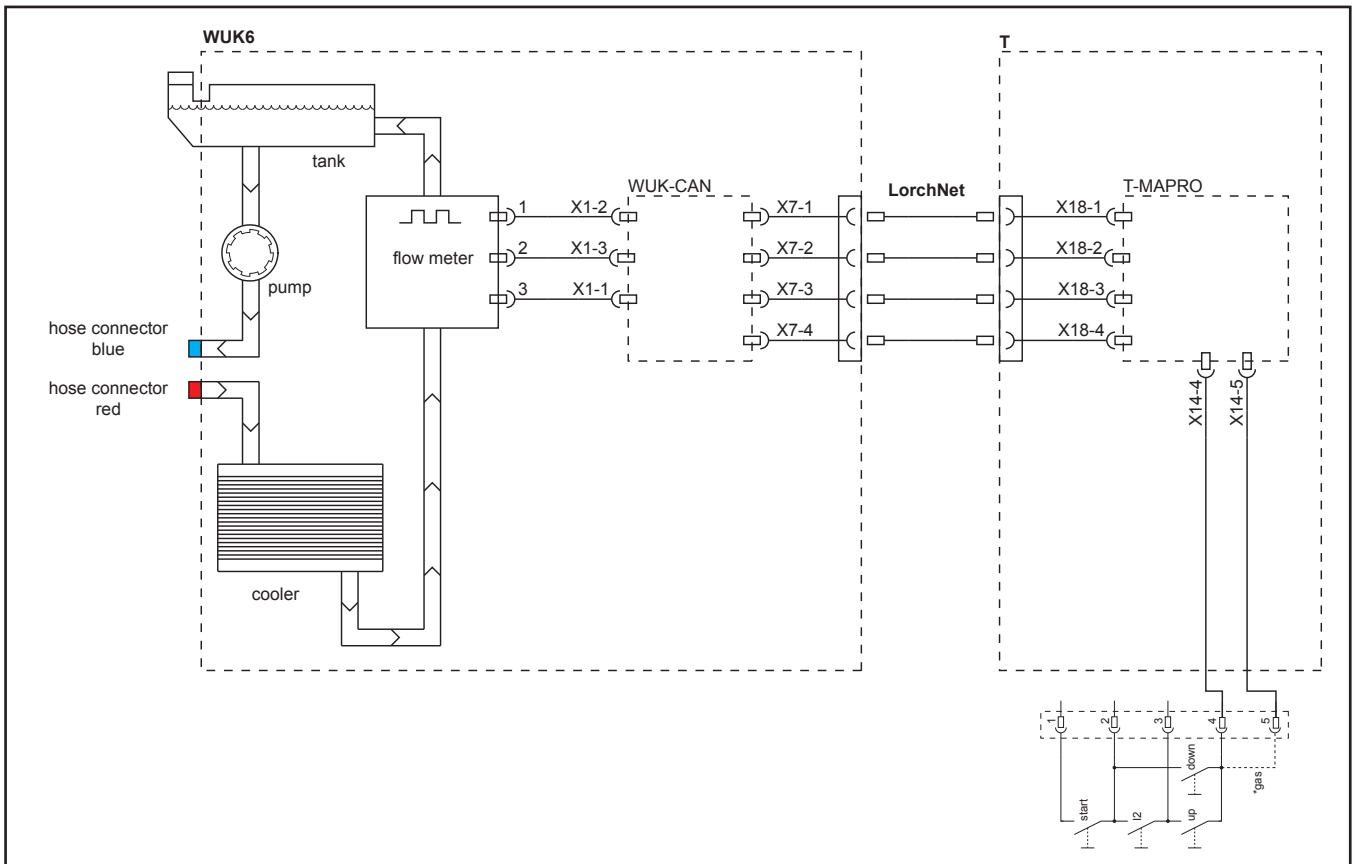 WUK6
T
tank
pump
hose connector
blue
hose connector
red
cooler
flow meter
1
2
3
X1-2
X1-3
X1-1
WUK-CAN
X7-1
X7-2
X7-3
X7-4
LorchNet
X18-1
X18-2
X18-3
X18-4
T-MAPRO
X14-4
X14-5
1
2
3
4
5
down
*gas
start
I2
up